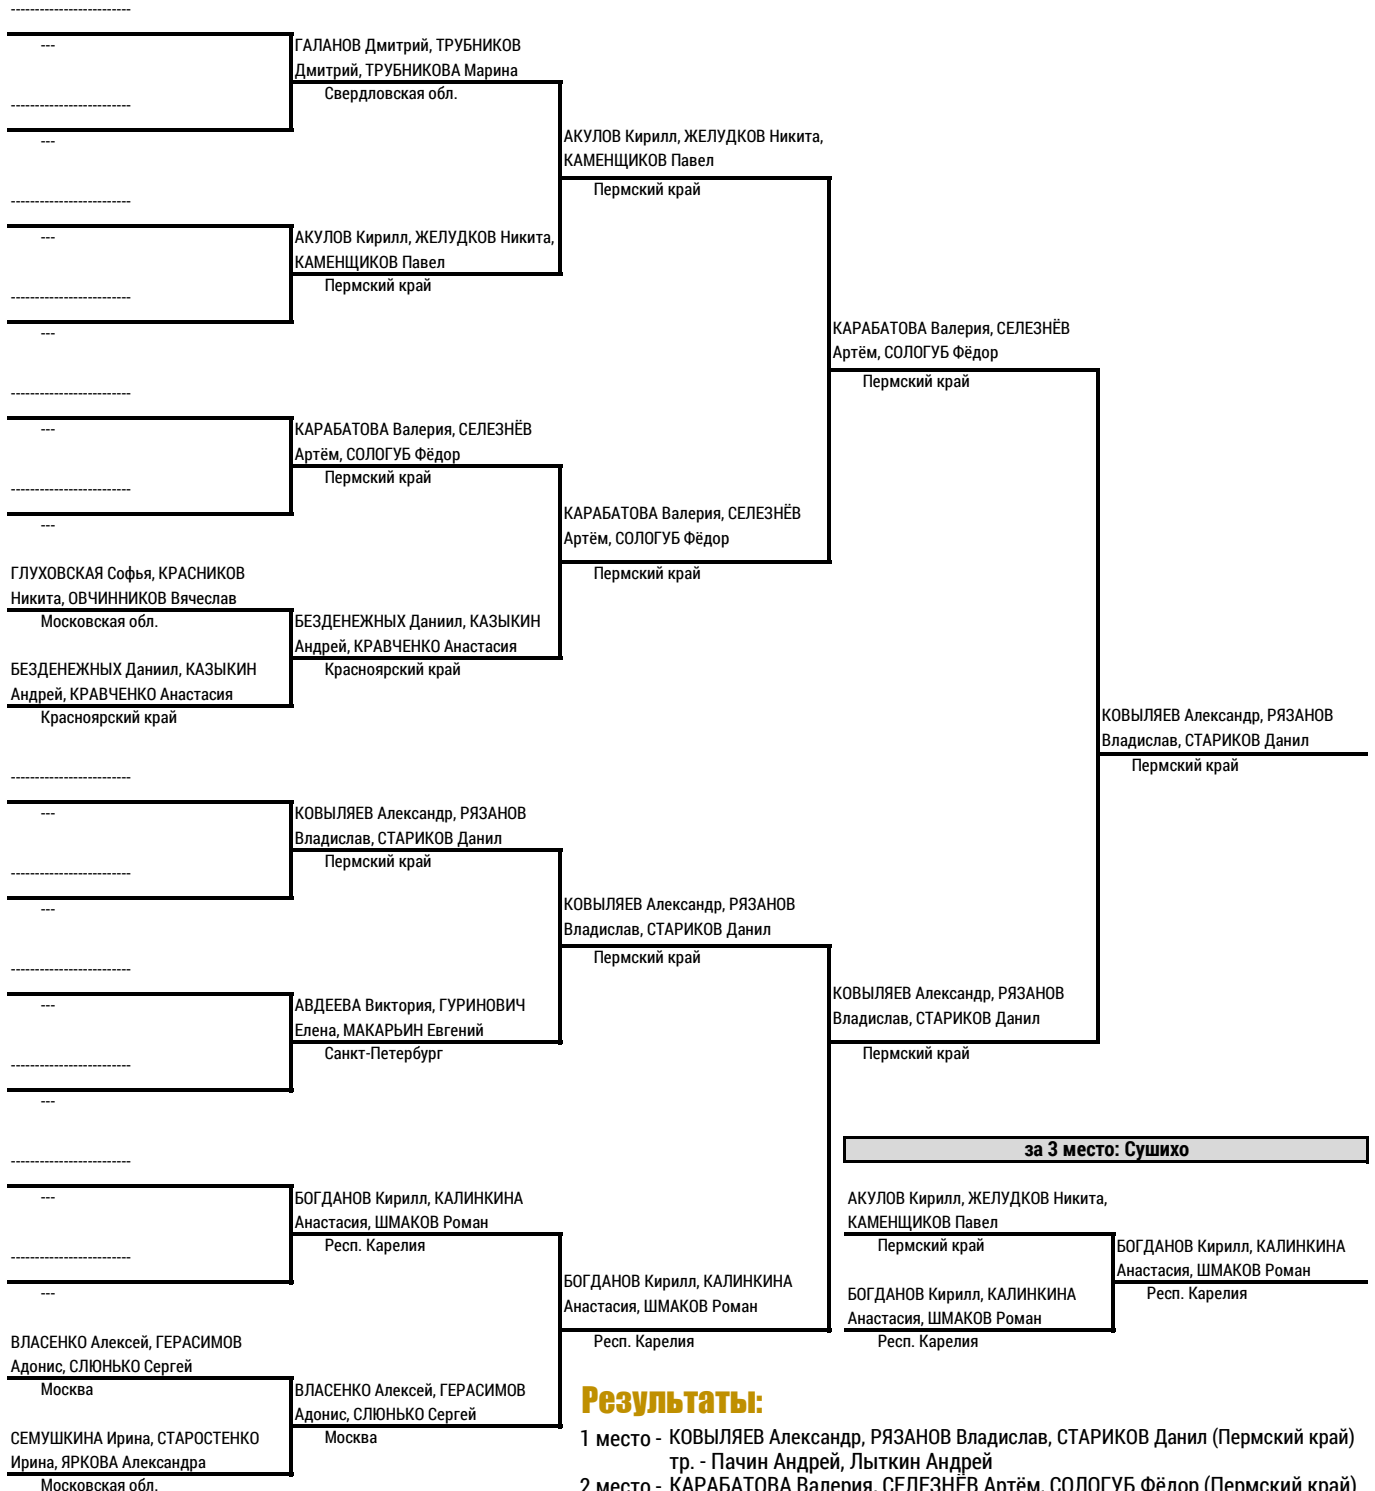 -------------------------
---
-------------------------
---
-------------------------
---
-------------------------
---
-------------------------
---
-------------------------
---
ГЛУХОВСКАЯ Софья, КРАСНИКОВ
Никита, ОВЧИННИКОВ Вячеслав
Московская обл.
БЕЗДЕНЕЖНЫХ Даниил, КАЗЫКИН
Андрей, КРАВЧЕНКО Анастасия
Красноярский край
-------------------------
---
-------------------------
---
-------------------------
---
-------------------------
---
-------------------------
---
-------------------------
---
ВЛАСЕНКО Алексей, ГЕРАСИМОВ
Адонис, СЛЮНЬКО Сергей
Москва
СЕМУШКИНА Ирина, СТАРОСТЕНКО
Ирина, ЯРКОВА Александра
Московская обл.
ГАЛАНОВ Дмитрий, ТРУБНИКОВ
Дмитрий, ТРУБНИКОВА Марина
Свердловская обл.
АКУЛОВ Кирилл, ЖЕЛУДКОВ Никита,
КАМЕНЩИКОВ Павел
Пермский край
КАРАБАТОВА Валерия, СЕЛЕЗНЁВ
Артём, СОЛОГУБ Фёдор
Пермский край
БЕЗДЕНЕЖНЫХ Даниил, КАЗЫКИН
Андрей, КРАВЧЕНКО Анастасия
Красноярский край
КОВЫЛЯЕВ Александр, РЯЗАНОВ
Владислав, СТАРИКОВ Данил
Пермский край
АВДЕЕВА Виктория, ГУРИНОВИЧ
Елена, МАКАРЬИН Евгений
Санкт-Петербург
БОГДАНОВ Кирилл, КАЛИНКИНА
Анастасия, ШМАКОВ Роман
Респ. Карелия
ВЛАСЕНКО Алексей, ГЕРАСИМОВ
Адонис, СЛЮНЬКО Сергей
Москва
АКУЛОВ Кирилл, ЖЕЛУДКОВ Никита,
КАМЕНЩИКОВ Павел
Пермский край
КАРАБАТОВА Валерия, СЕЛЕЗНЁВ
Артём, СОЛОГУБ Фёдор
Пермский край
КОВЫЛЯЕВ Александр, РЯЗАНОВ
Владислав, СТАРИКОВ Данил
Пермский край
БОГДАНОВ Кирилл, КАЛИНКИНА
Анастасия, ШМАКОВ Роман
Респ. Карелия
КАРАБАТОВА Валерия, СЕЛЕЗНЁВ
Артём, СОЛОГУБ Фёдор
Пермский край
КОВЫЛЯЕВ Александр, РЯЗАНОВ
Владислав, СТАРИКОВ Данил
Пермский край
КОВЫЛЯЕВ Александр, РЯЗАНОВ
Владислав, СТАРИКОВ Данил
Пермский край
за 3 место: Сушихо
АКУЛОВ Кирилл, ЖЕЛУДКОВ Никита,
КАМЕНЩИКОВ Павел
Пермский край
БОГДАНОВ Кирилл, КАЛИНКИНА
Анастасия, ШМАКОВ Роман
Респ. Карелия
БОГДАНОВ Кирилл, КАЛИНКИНА
Анастасия, ШМАКОВ Роман
Респ. Карелия
Результаты:
1 место - КОВЫЛЯЕВ Александр, РЯЗАНОВ Владислав, СТАРИКОВ Данил (Пермский край)
тр. - Пачин Андрей, Лыткин Андрей
2 место - КАРАБАТОВА Валерия, СЕЛЕЗНЁВ Артём, СОЛОГУБ Фёдор (Пермский край)